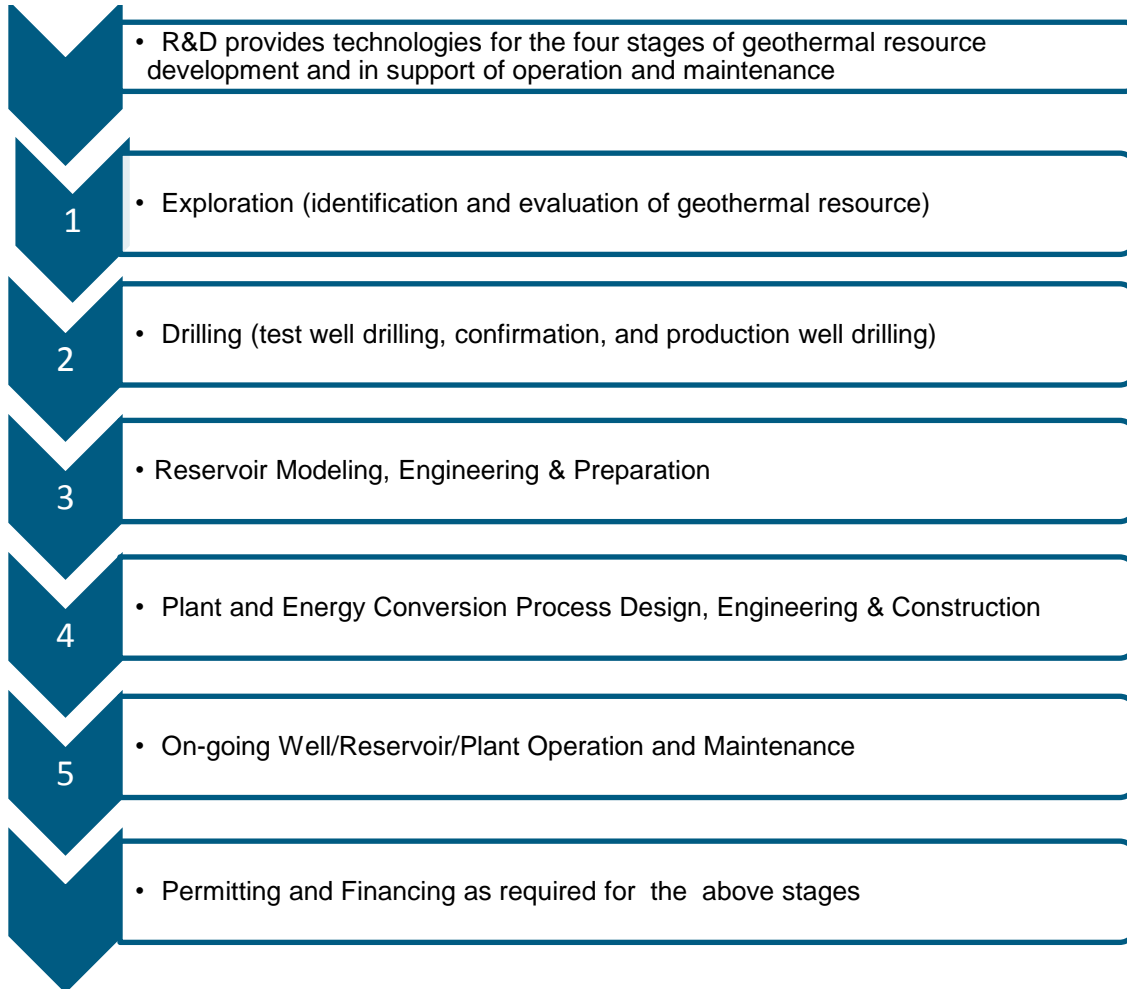 • R&D provides technologies for the four stages of geothermal resource
development and in support of operation and maintenance
1
• Exploration (identification and evaluation of geothermal resource)
2
• Drilling (test well drilling, confirmation, and production well drilling)
3
• Reservoir Modeling, Engineering & Preparation
4
• Plant and Energy Conversion Process Design, Engineering & Construction
5
• On-going Well/Reservoir/Plant Operation and Maintenance
• Permitting and Financing as required for the above stages